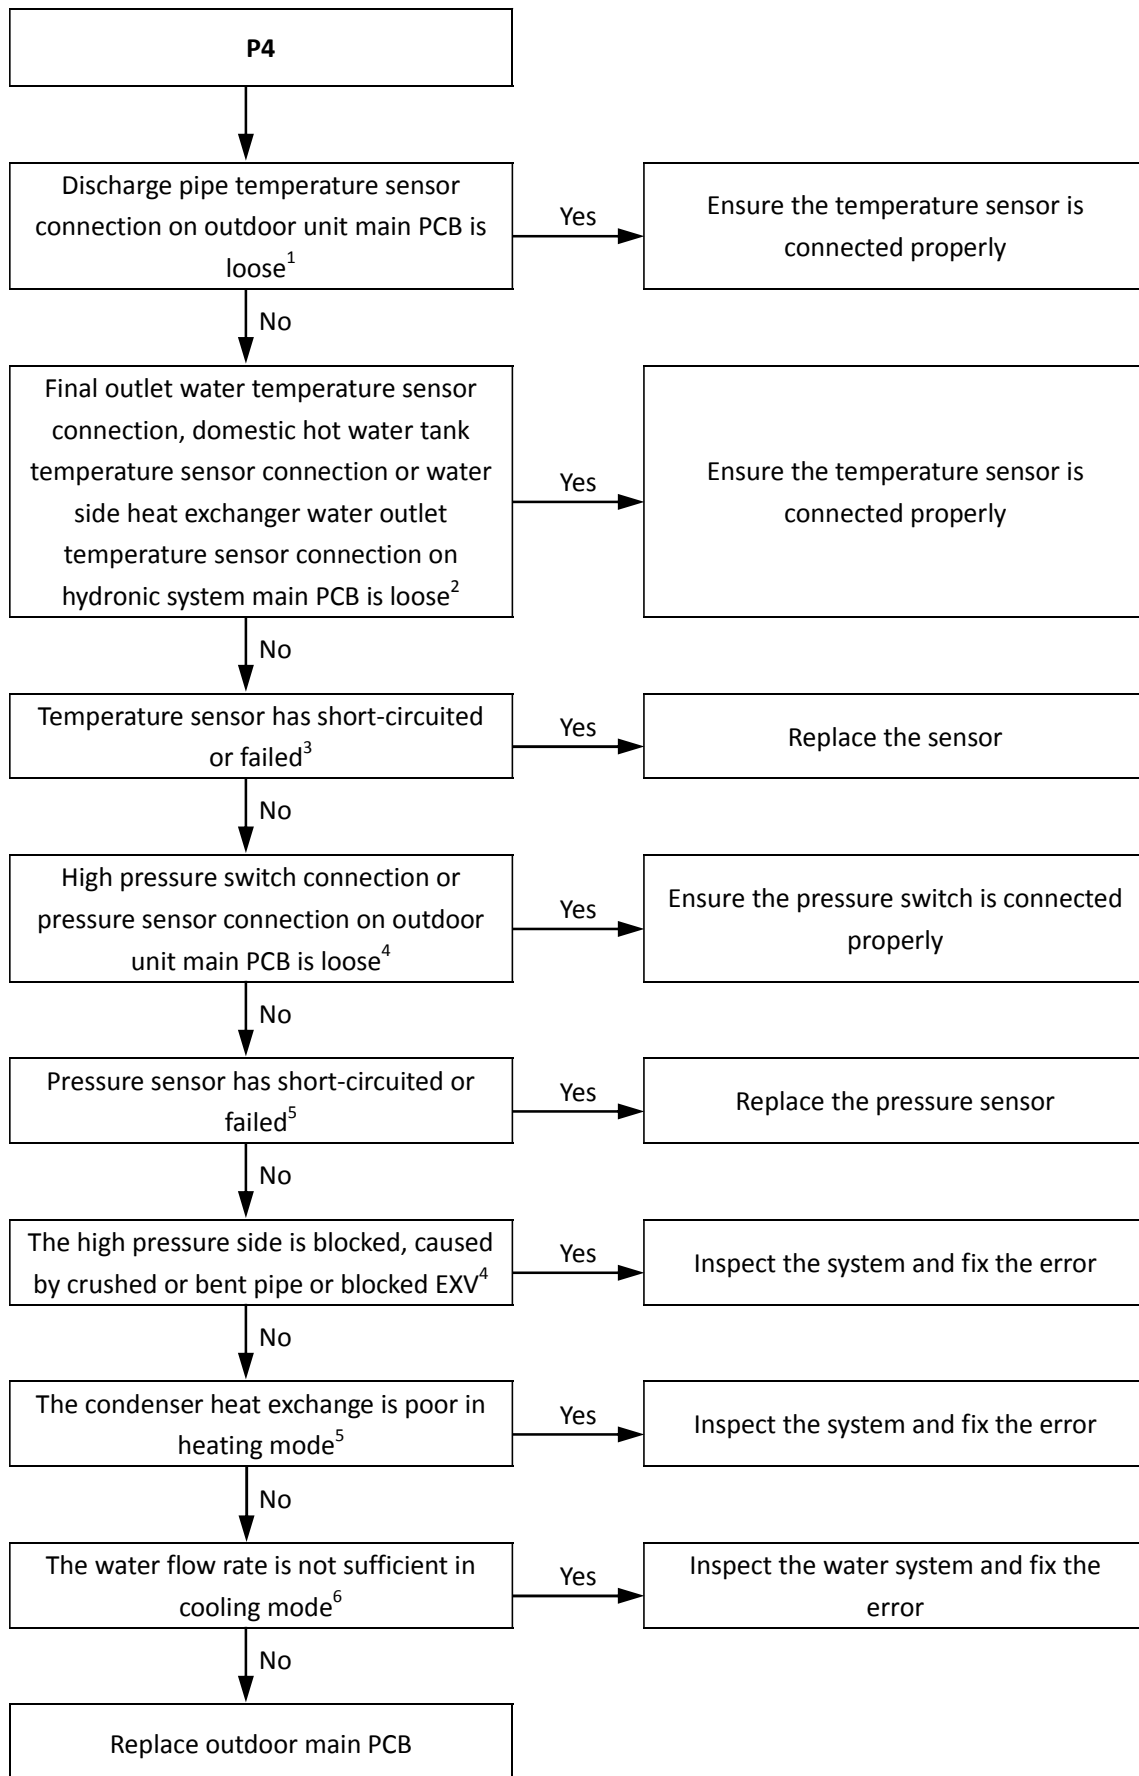 P4
Discharge pipe temperature sensor
connection on outdoor unit main PCB is
loose1
Yes
Ensure the temperature sensor is
connected properly
No
Final outlet water temperature sensor
connection, domestic hot water tank
temperature sensor connection or water
side heat exchanger water outlet
temperature sensor connection on
hydronic system main PCB is loose2
Yes
Ensure the temperature sensor is
connected properly
No
Temperature sensor has short-circuited
or failed3
Yes
Replace the sensor
No
High pressure switch connection or
pressure sensor connection on outdoor
unit main PCB is loose4
Yes
Ensure the pressure switch is connected
properly
No
Pressure sensor has short-circuited or
failed5
Yes
Replace the pressure sensor
No
The high pressure side is blocked, caused
by crushed or bent pipe or blocked EXV4
Yes
Inspect the system and fix the error
No
The condenser heat exchange is poor in
heating mode5
Yes
Inspect the system and fix the error
No
The water flow rate is not sufficient in
cooling mode6
Yes
Inspect the water system and fix the
error
No
Replace outdoor main PCB